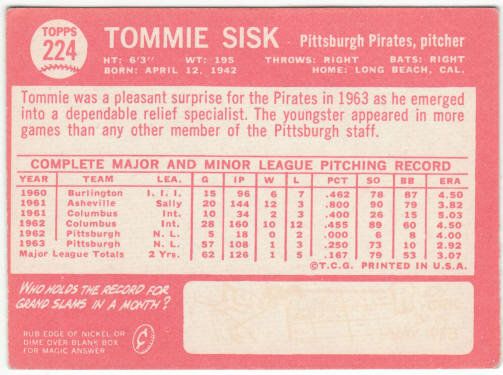 TOPPS
224
TOMMIE SISK Pittsburgh Pirates, pitcher
HT: 6'3" WT: 195 THROWS: RIGHT BATS: RIGHT
BORN: APRIL 12, 1942 HOME: LONG BEACH, CAL.
Tommie was a pleasant surprise for the Pirates in 1963 as he emerged
into a dependable relief specialist. The youngster appeared in more
games than any other member of the Pittsburgh staff.
COMPLETE MAJOR AND MINOR LEAGUE PITCHING RECORD
YEAR TEAM LEA. G IP W L PCT SO BB ERA
1960 Burlington I. I. I. 15 96 6 7 .462 78 87 4.50
1961 Asheville Sally 20 144 12 3 .800 90 79 3.82
1961 Columbus Int. 10 34 2 3 .400 26 15 5.03
1962 Columbus Int. 28 160 10 12 .455 89 60 4.50
1962 Pittsburgh N. L. 5 18 0 2 .000 6 8 4.00
1963 Pittsburgh N. L. 57 108 1 3 .250 73 10 2.92
Major League Totals 2 Yrs. 62 126 1 5 .167 79 53 3.07
©T.C.G. PRINTED IN U.S.A.
WHO HOLDS THE RECORD FOR
GRAND SLAMS IN A MONTH?
RUB EDGE OF NICKEL OR
DIME OVER BLANK BOX
FOR MAGIC ANSWER